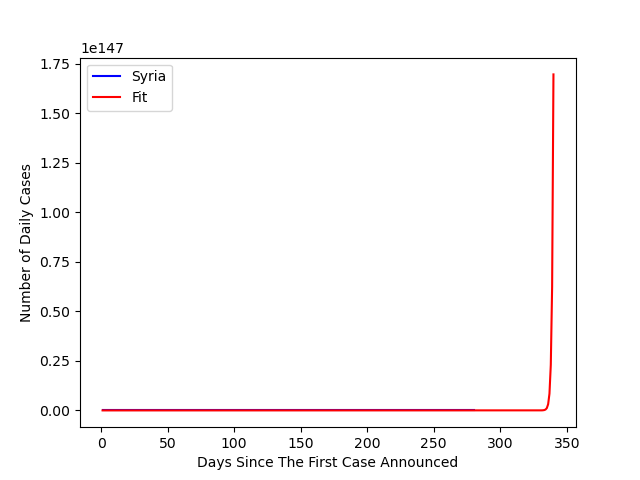 1e147
1.75
1.50
1.25
1.00
0.75
0.50
0.25
0.00
Number of Daily Cases
Syria
Fit
0 50 100 150 200 250 300 350
Days Since The First Case Announced